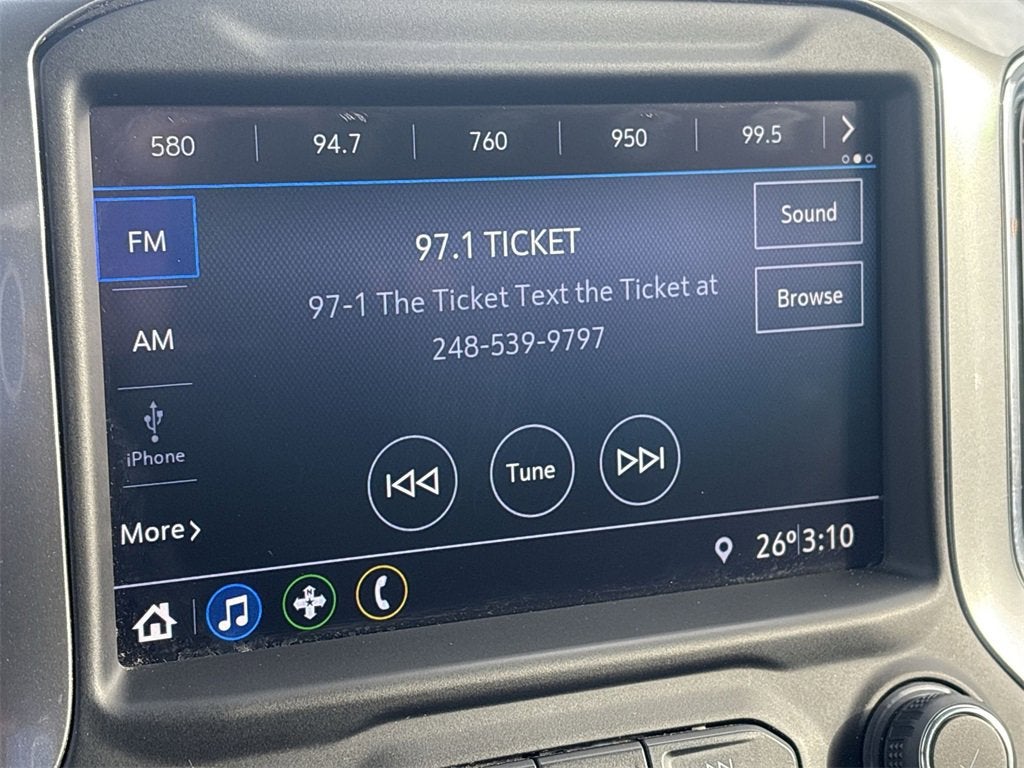 580 94.7 760 950 99.5
FM
AM
iPhone
More
97.1 TICKET
97-1 The Ticket Text the Ticket at
248-539-9797
Sound
Browse
Tune
26° 3:10
N